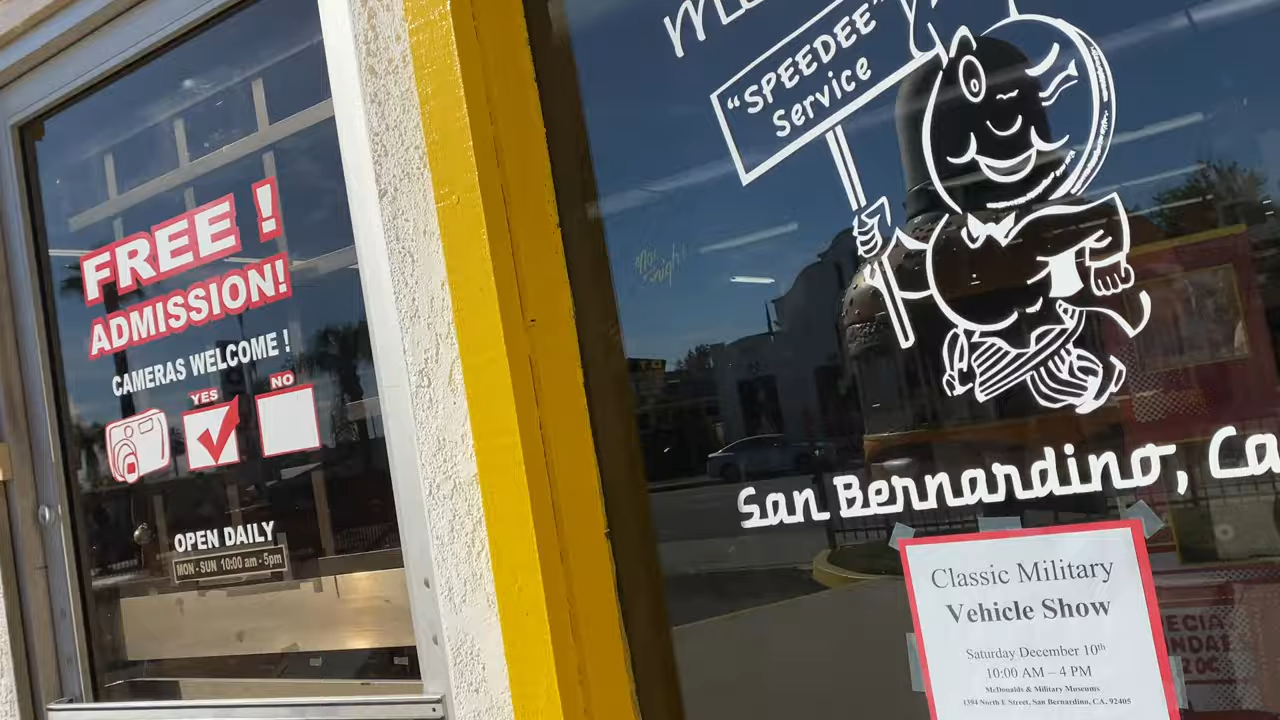 FREE !
ADMISSION!
CAMERAS WELCOME !
YES
NO
OPEN DAILY
MON - SUN 10:00 am - 5pm
"SPEEDEE"
Service
San Bernardino, Ca
Classic Military
Vehicle Show
Saturday December 10th
10:00 AM – 4 PM
McDonalds & Military Museums
1394 North E Street, San Bernardino, CA. 92405